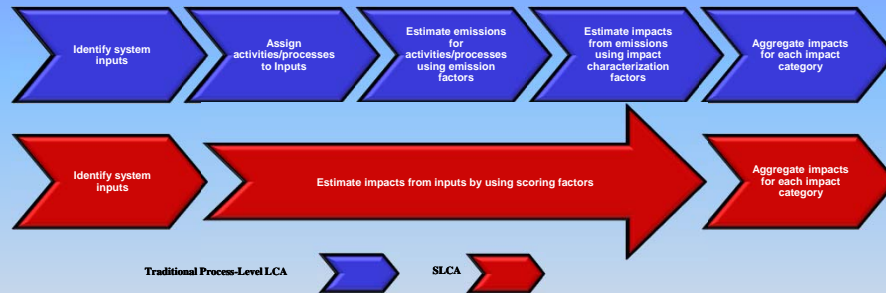 Identify system
inputs
Assign
activities/processes
to Inputs
Estimate emissions
for
activities/processes
using emission
factors
Estimate impacts
from emissions
using impact
characterization
factors
Aggregate impacts
for each impact
category
Identify system
inputs
Estimate impacts from inputs by using scoring factors
Aggregate impacts
for each impact
category
Traditional Process-Level LCA
SLCA